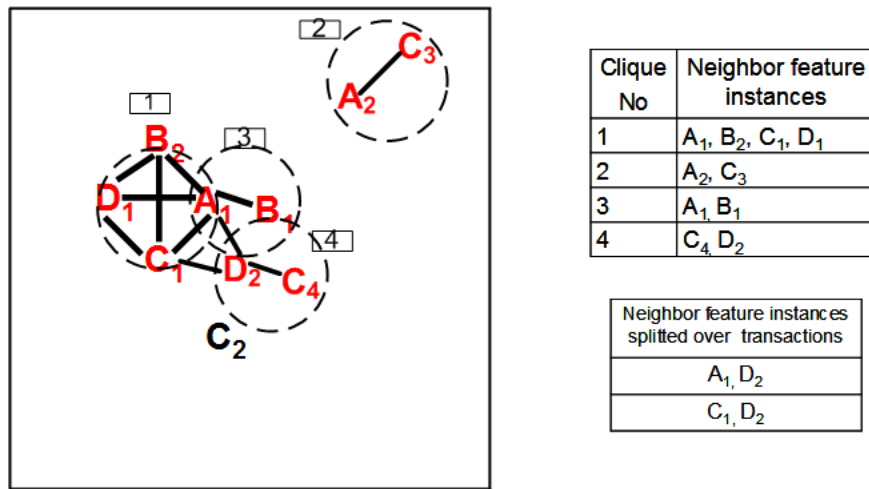 2
C₃
A₂
1
B₂
3
D₁ A₁ B₁
4
C₁ D₂ C₄
C₂
Clique No Neighbor feature instances
1 A₁, B₂, C₁, D₁
2 A₂, C₃
3 A₁, B₁
4 C₄, D₂
Neighbor feature instances
splitted over transactions
A₁, D₂
C₁, D₂